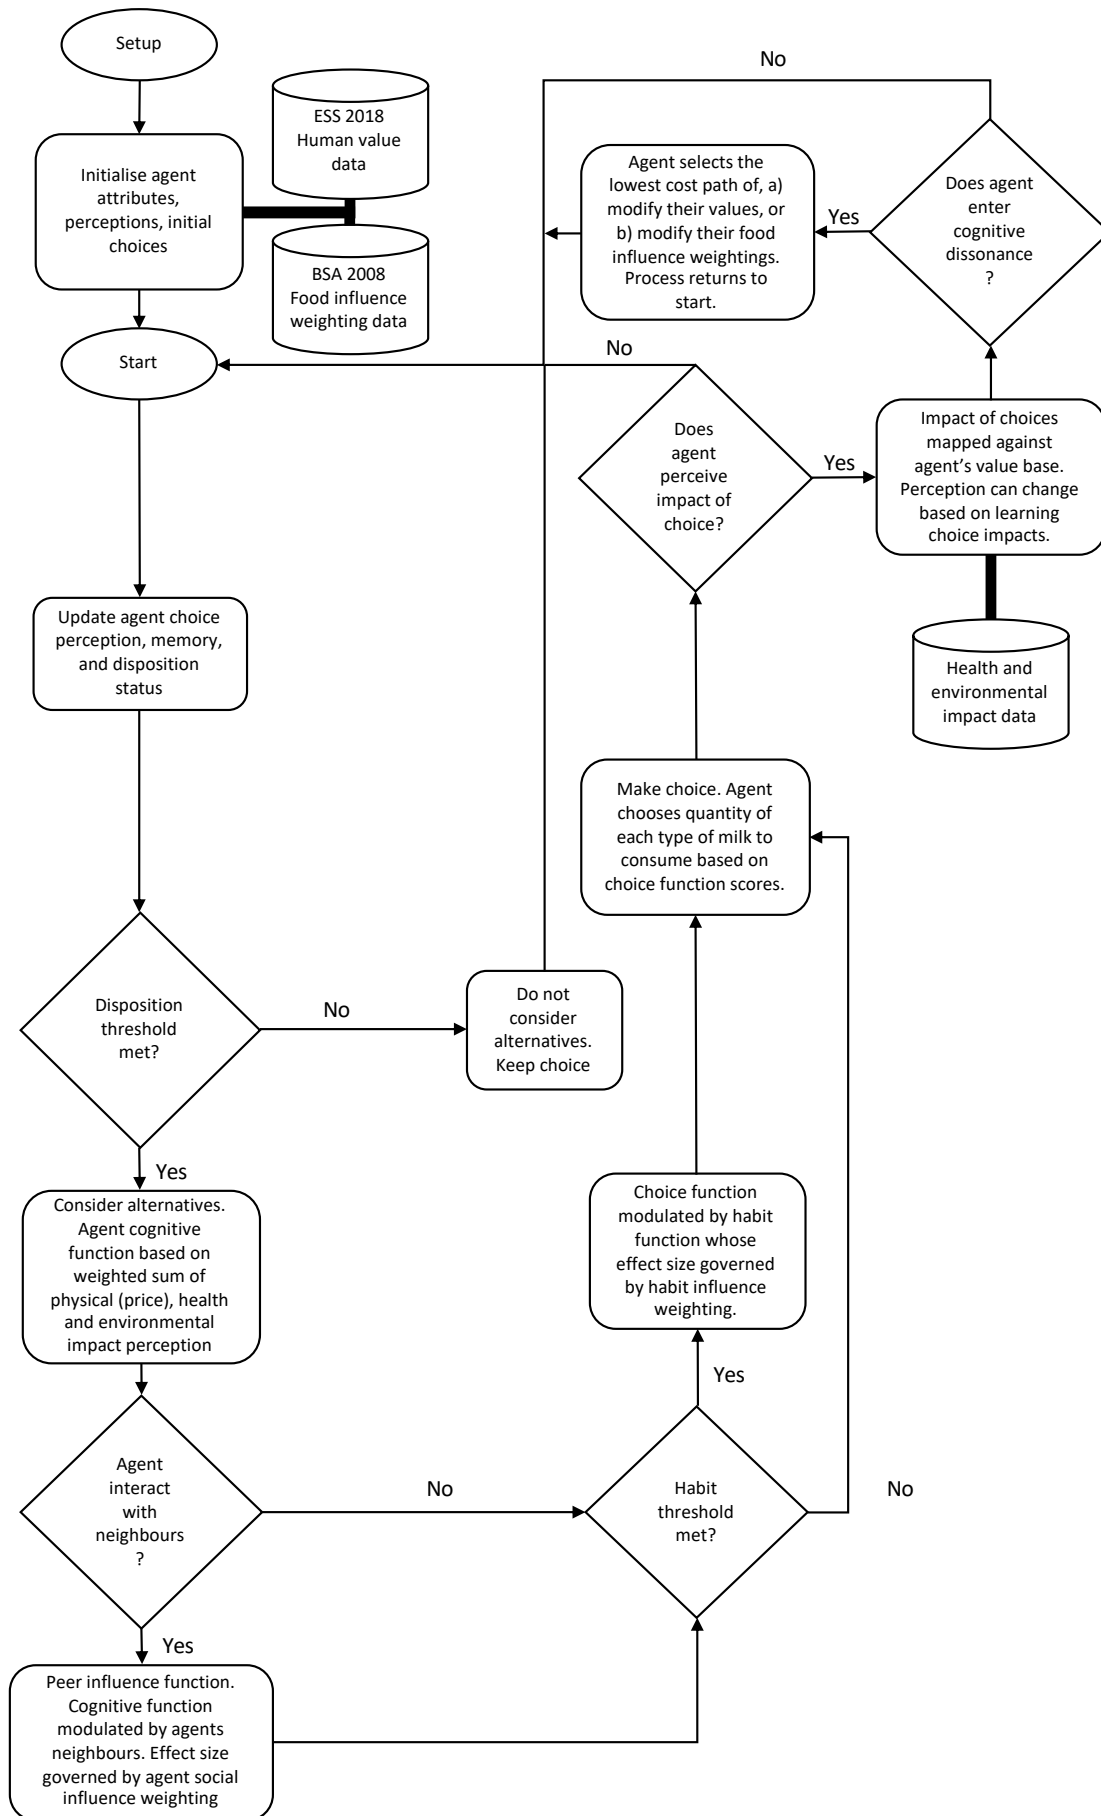 Setup
ESS 2018
Human value
data
Initialise agent
attributes,
perceptions, initial
choices
BSA 2008
Food influence
weighting data
Start
No
Agent selects the
lowest cost path of, a)
modify their values, or
b) modify their food
influence weightings.
Process returns to
start.
Yes
Does agent
enter
cognitive
dissonance
?
No
Does
agent
perceive
impact of
choice?
Yes
Impact of choices
mapped against
agent’s value base.
Perception can change
based on learning
choice impacts.
Health and
environmental
impact data
Update agent choice
perception, memory,
and disposition
status
Make choice. Agent
chooses quantity of
each type of milk to
consume based on
choice function scores.
Disposition
threshold
met?
No
Do not
consider
alternatives.
Keep choice
Yes
Consider alternatives.
Agent cognitive
function based on
weighted sum of
physical (price), health
and environmental
impact perception
Choice function
modulated by habit
function whose
effect size governed
by habit influence
weighting.
Yes
Agent
interact
with
neighbours
?
No
Habit
threshold
met?
No
Yes
Peer influence function.
Cognitive function
modulated by agents
neighbours. Effect size
governed by agent social
influence weighting